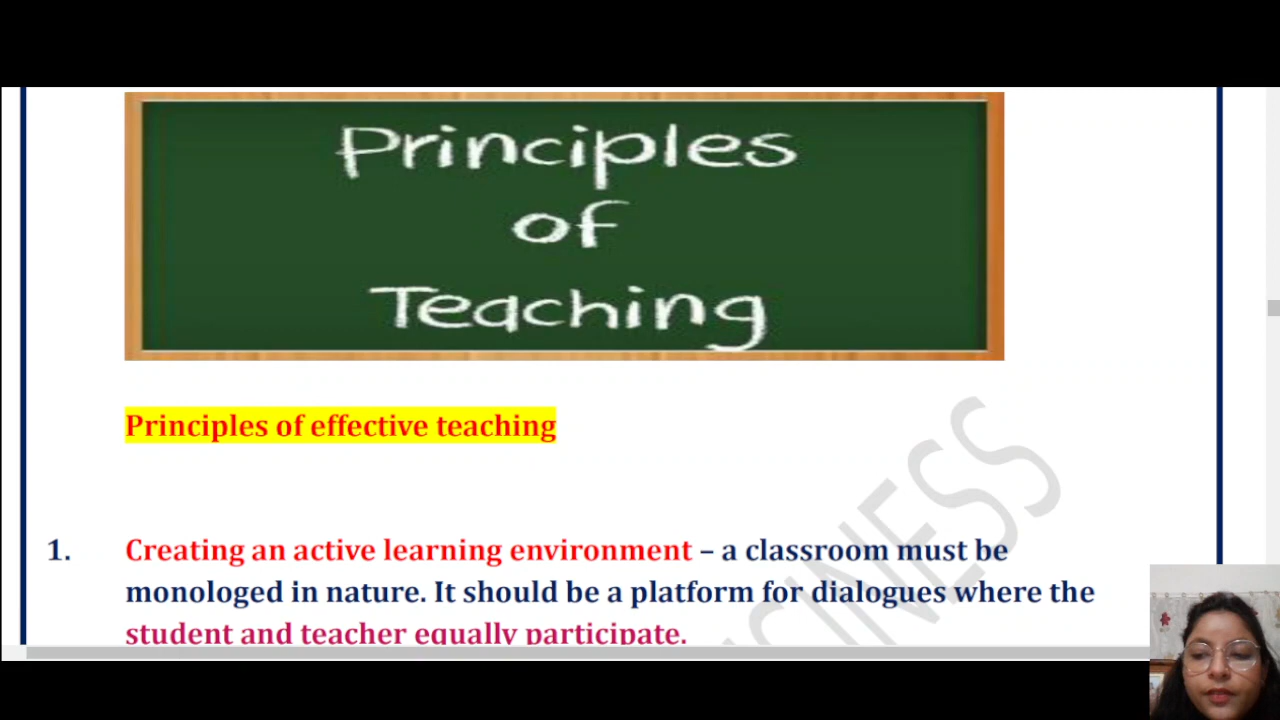 Principles
of
Teaching
Principles of effective teaching
1. Creating an active learning environment – a classroom must be
monologed in nature. It should be a platform for dialogues where the
student and teacher equally participate.